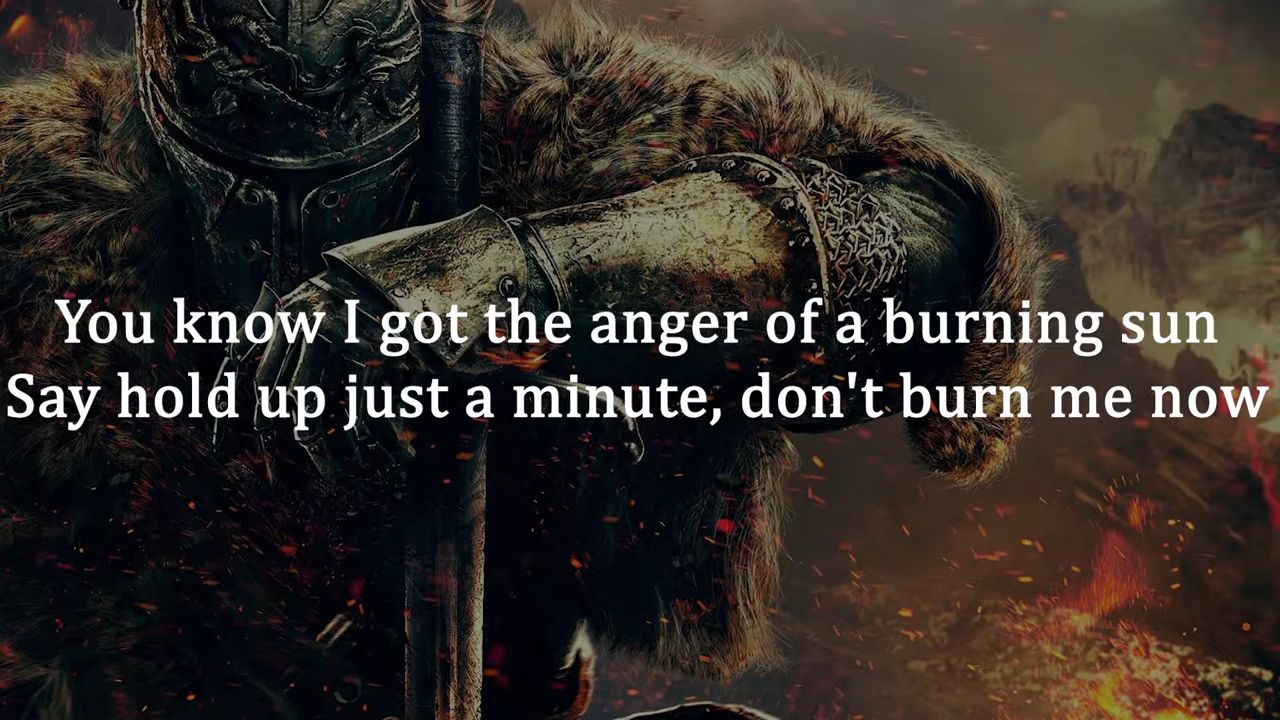 You know I got the anger of a burning sun
Say hold up just a minute, don't burn me now